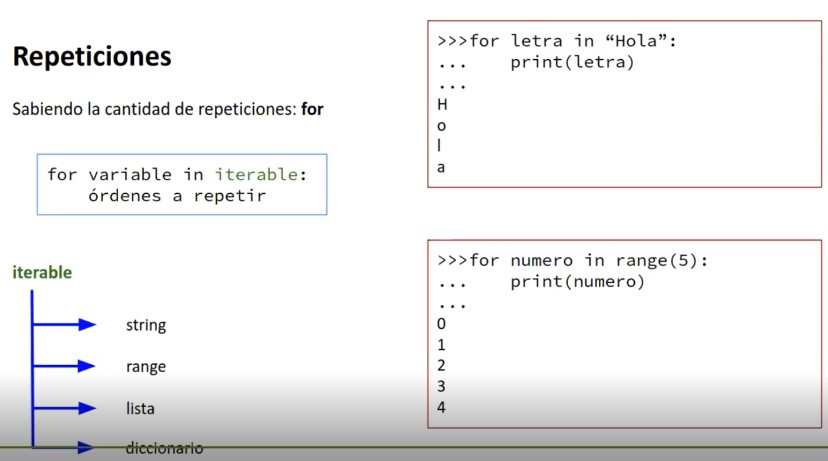 Repeticiones
Sabiendo la cantidad de repeticiones: for
for variable in iterable:
órdenes a repetir
iterable
string
range
lista
diccionario
>>>for letra in “Hola”:
... print(letra)
...
H
o
l
a
>>>for numero in range(5):
... print(numero)
...
0
1
2
3
4